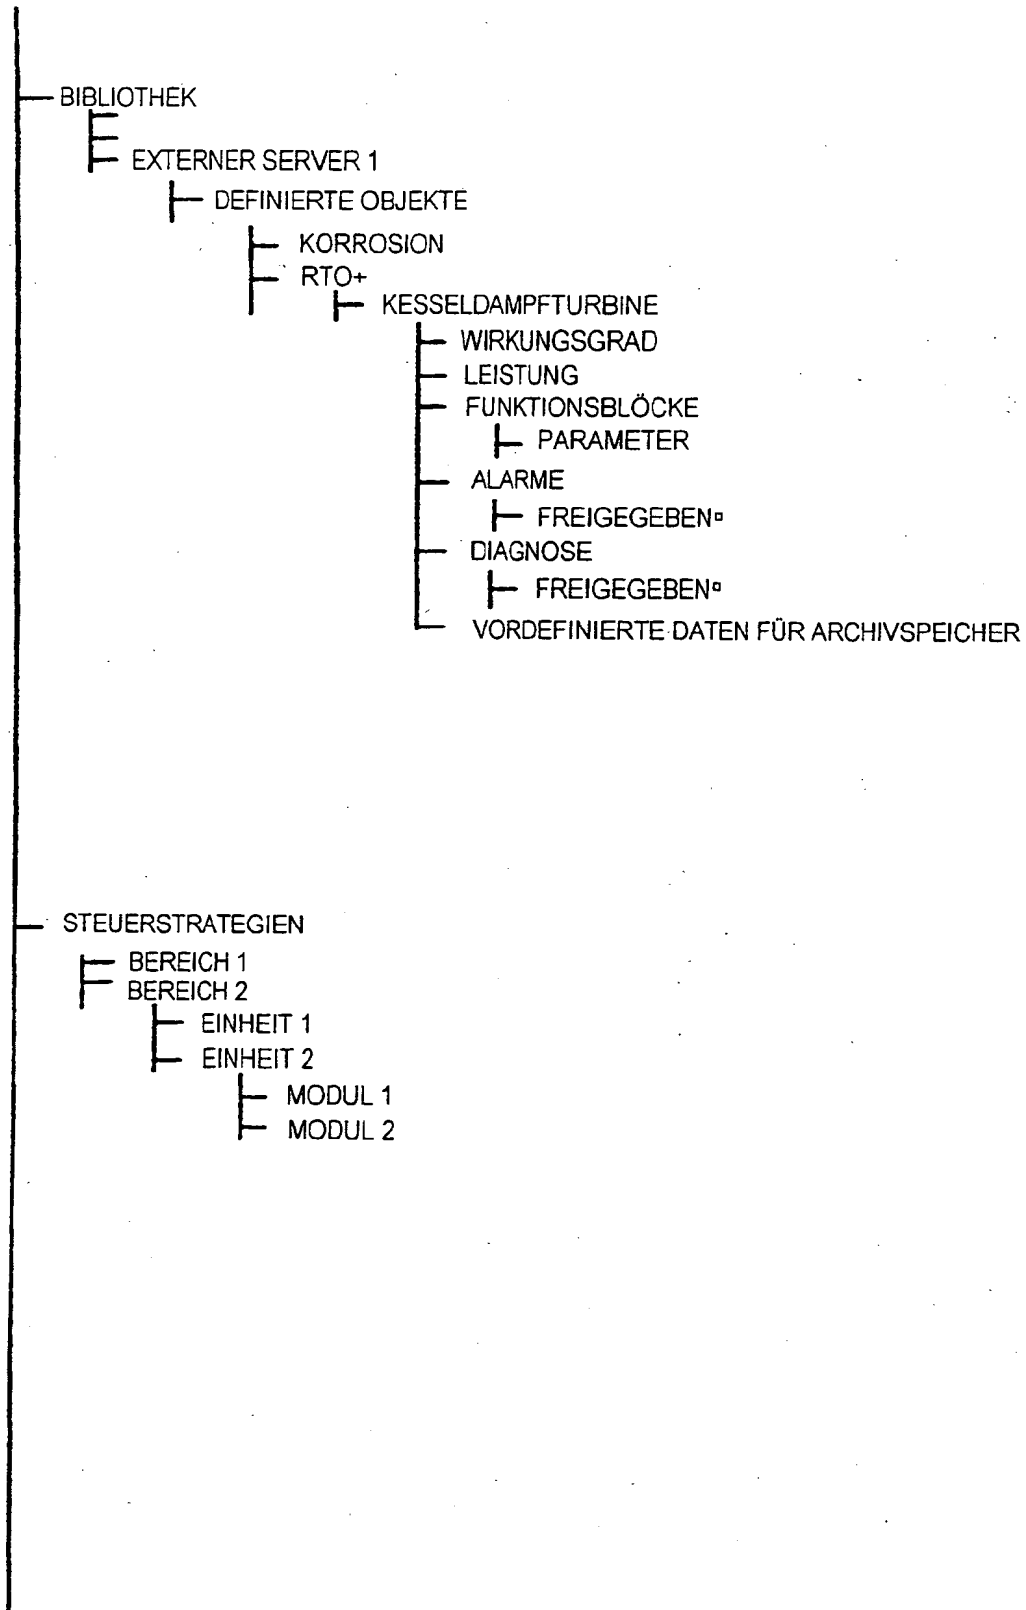 BIBLIOTHEK
EXTERNER SERVER 1
DEFINIERTE OBJEKTE
KORROSION
RTO+
KESSELDAMPFTURBINE
WIRKUNGSGRAD
LEISTUNG
FUNKTIONSBLÖCKE
PARAMETER
ALARME
FREIGEGEBEN▫
DIAGNOSE
FREIGEGEBEN▫
VORDEFINIERTE DATEN FÜR ARCHIVSPEICHER
STEUERSTRATEGIEN
BEREICH 1
BEREICH 2
EINHEIT 1
EINHEIT 2
MODUL 1
MODUL 2